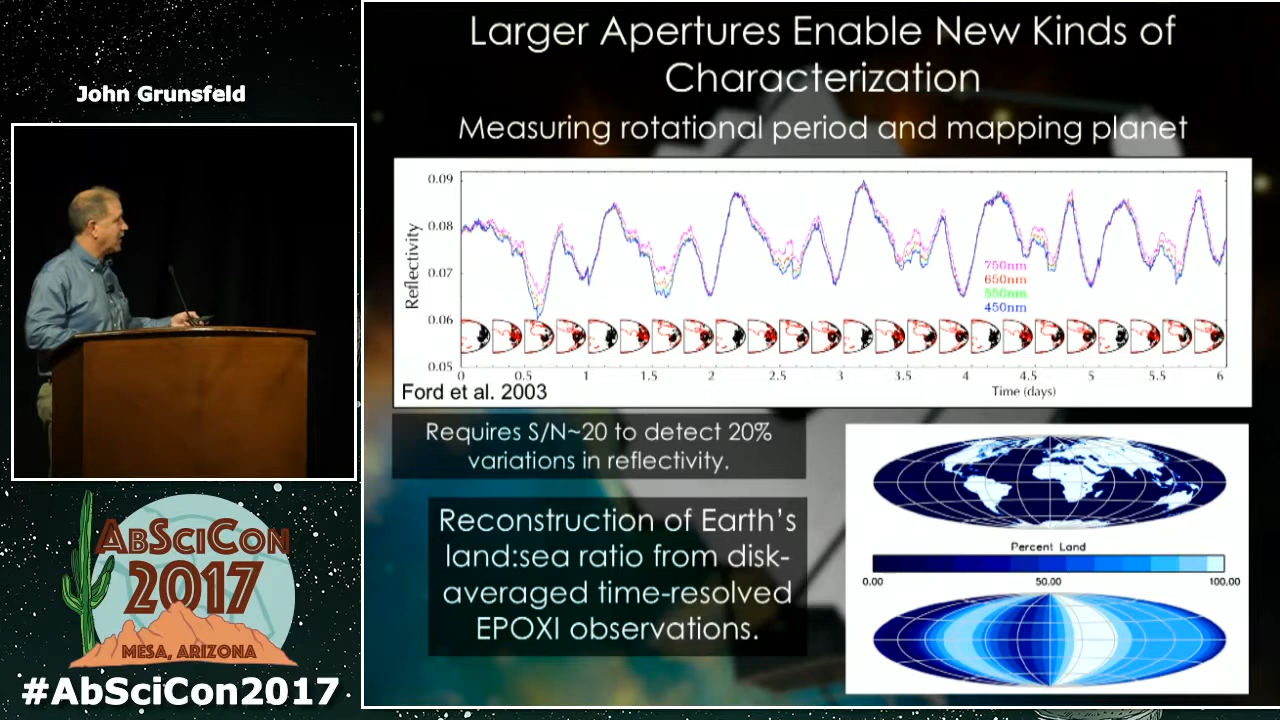 John Grunsfeld
ABSCICON
2017
MESA, ARIZONA
#AbSciCon2017
Larger Apertures Enable New Kinds of
Characterization
Measuring rotational period and mapping planet
0.09
0.08
0.07
0.06
0.05
Reflectivity
750nm
650nm
550nm
450nm
0 0.5 1 1.5 2 2.5 3 3.5 4 4.5 5 5.5 6
Time (days)
Ford et al. 2003
Requires S/N~20 to detect 20%
variations in reflectivity.
Reconstruction of Earth's
land:sea ratio from disk-
averaged time-resolved
EPOXI observations.
Percent Land
0.00 50.00 100.00